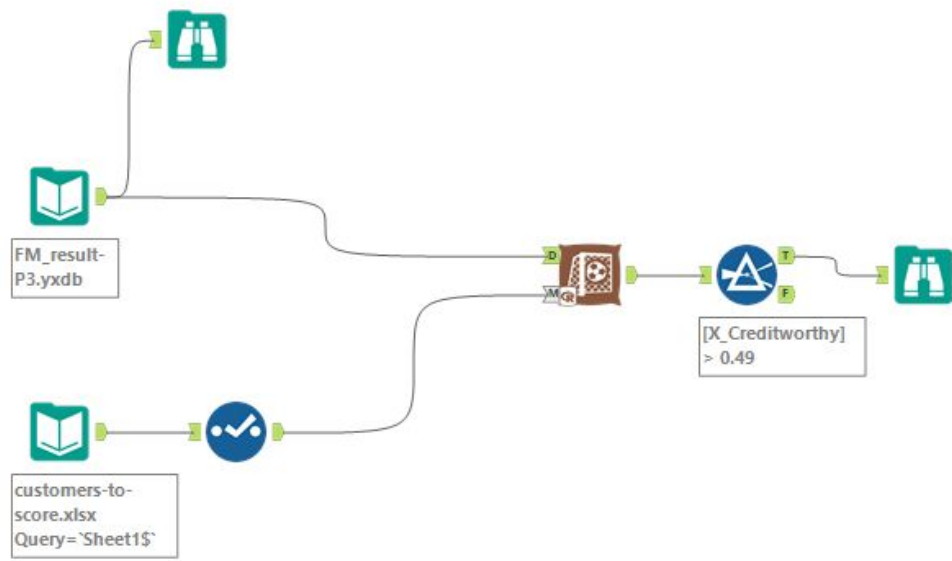 FM_result-
P3.yxdb
D
M
R
T
F
[X_Creditworthy]
> 0.49
customers-to-
score.xlsx
Query=`Sheet1$`